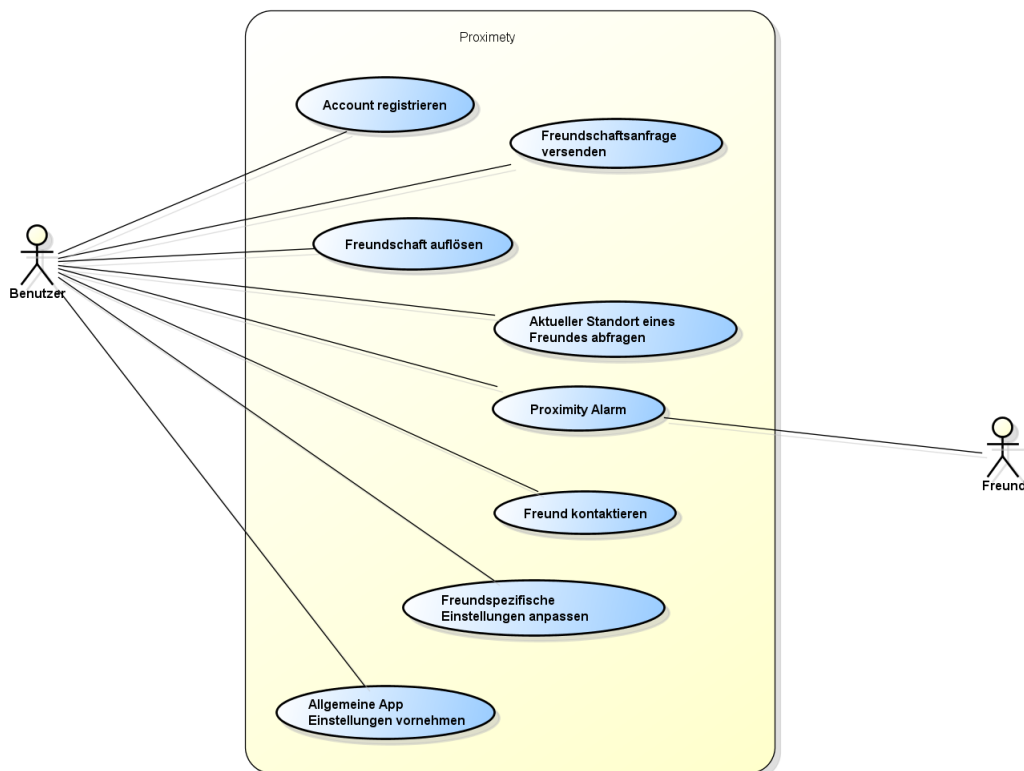 Proximety
Account registrieren
Freundschaftsanfrage
versenden
Freundschaft auflösen
Benutzer
Aktueller Standort eines
Freundes abfragen
Proximity Alarm
Freund
Freund kontaktieren
Freundspezifische
Einstellungen anpassen
Allgemeine App
Einstellungen vornehmen